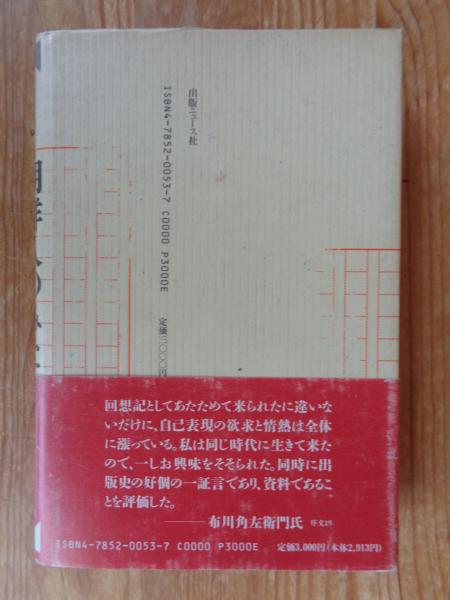 出版ニュース社
ISBN4-7852-0053-7 C0000 P3000E
定価三〇〇〇円
回想記としてあたためて来られたに違いな
いだけに、自己表現の欲求と情熱は全体
に漲っている。私は同じ時代に生きて来た
ので、一しお興味をそそられた。同時に出
版史の好個の一証言であり、資料であるこ
とを評価した。
――布川角左衛門氏 序文より
ISBN4-7852-0053-7 C0000 P3000E
定価3,000円(本体2,913円)